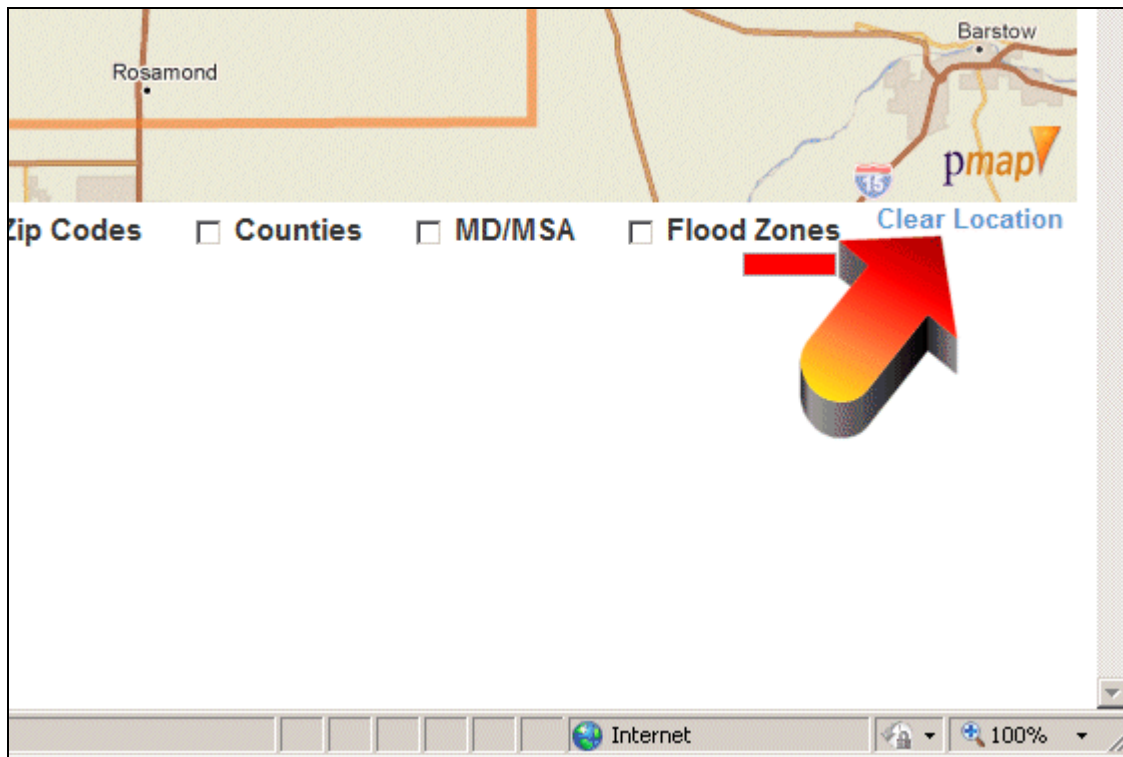 Barstow
Rosamond
pmap
15
Zip Codes Counties MD/MSA Flood Zones Clear Location
Internet 100%